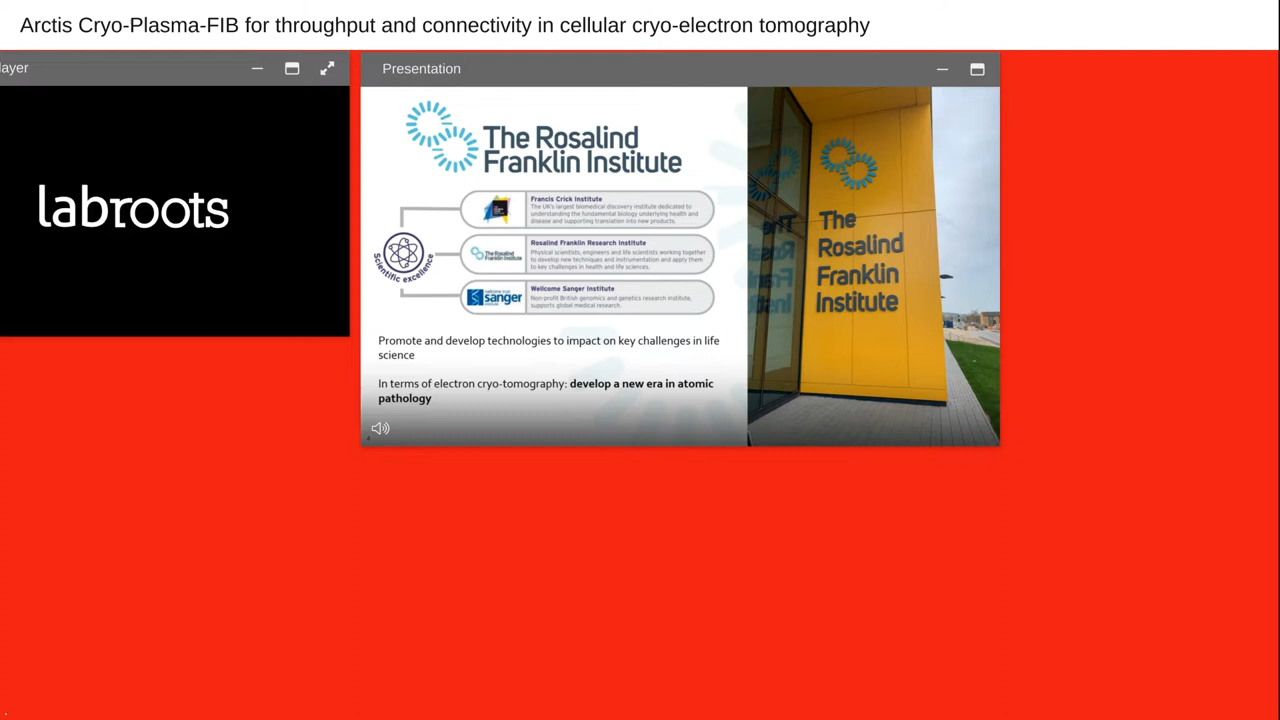 Arctis Cryo-Plasma-FIB for throughput and connectivity in cellular cryo-electron tomography
layer
Presentation
labroots
The Rosalind
Franklin Institute
Scientific excellence
Francis Crick Institute
The UK's largest biomedical discovery institute dedicated to
understanding the fundamental biology underlying health and
disease and supporting translation into new products.
The Rosalind
Franklin Institute
Rosalind Franklin Research Institute
Physical scientists, engineers and life scientists working together
to develop new techniques and instrumentation and apply them
to key challenges in health and life sciences.
sanger
Wellcome Sanger Institute
Non-profit British genomics and genetics research institute,
supports global medical research.
Promote and develop technologies to impact on key challenges in life
science
In terms of electron cryo-tomography: develop a new era in atomic
pathology
4
The
Rosalind
Franklin
Institute